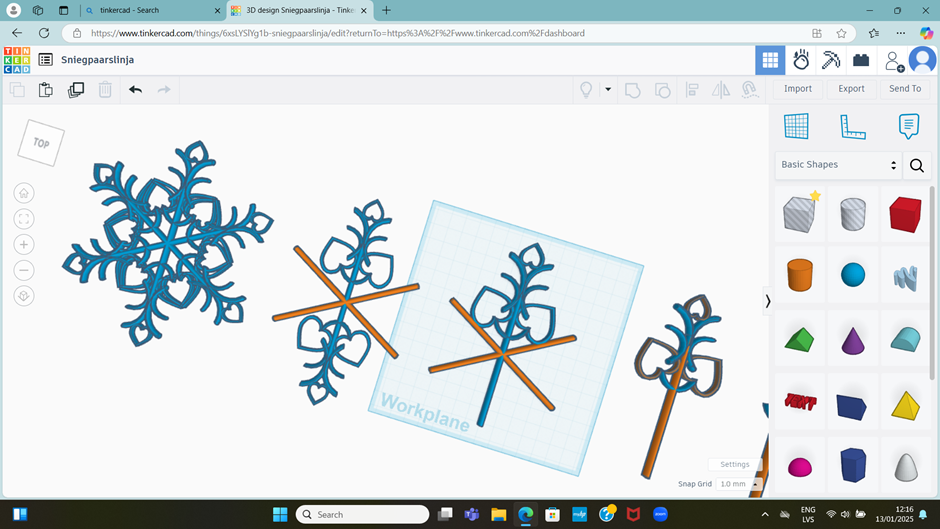 tinkercad - Search
3D design Sniegpaarslinja - Tinke
https://www.tinkercad.com/things/6xsLYSlYg1b-sniegpaarslinja/edit?returnTo=https%3A%2F%2Fwww.tinkercad.com%2Fdashboard
TIN
KER
CAD
Sniegpaarslinja
Import
Export
Send To
TOP
Basic Shapes
TEXT
Workplane
Settings
Snap Grid
1.0 mm
Search
ENG
LVS
12:16
13/01/2025